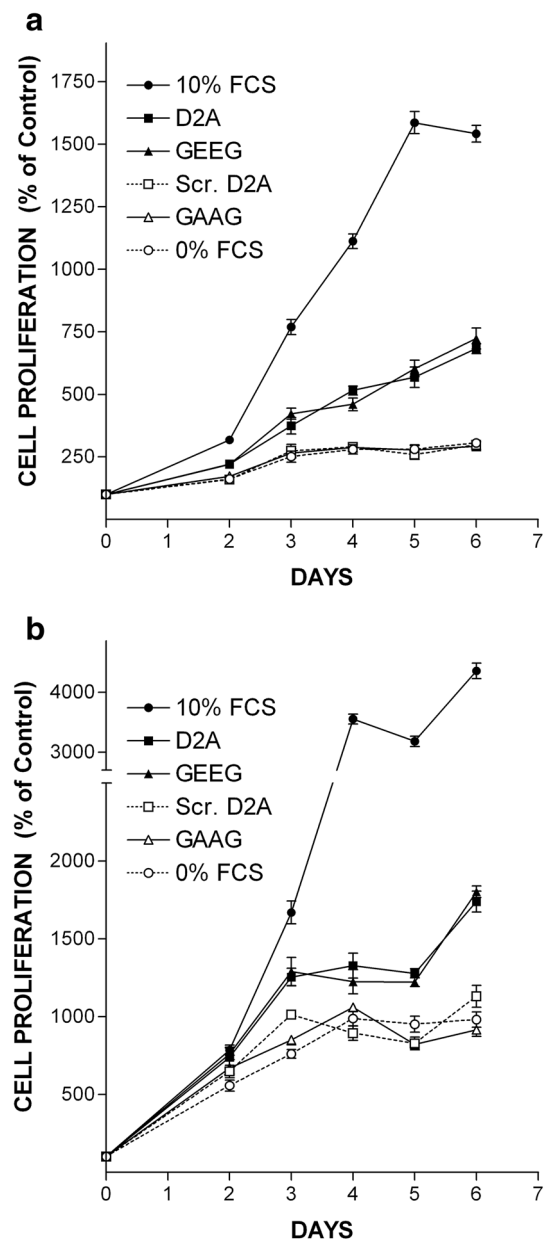 a
CELL PROLIFERATION (% of Control)
1750
1500
1250
1000
750
500
250
10% FCS
D2A
GEEG
Scr. D2A
GAAG
0% FCS
0 1 2 3 4 5 6 7
DAYS
b
CELL PROLIFERATION (% of Control)
4000
3000
2000
1500
1000
500
10% FCS
D2A
GEEG
Scr. D2A
GAAG
0% FCS
0 1 2 3 4 5 6 7
DAYS